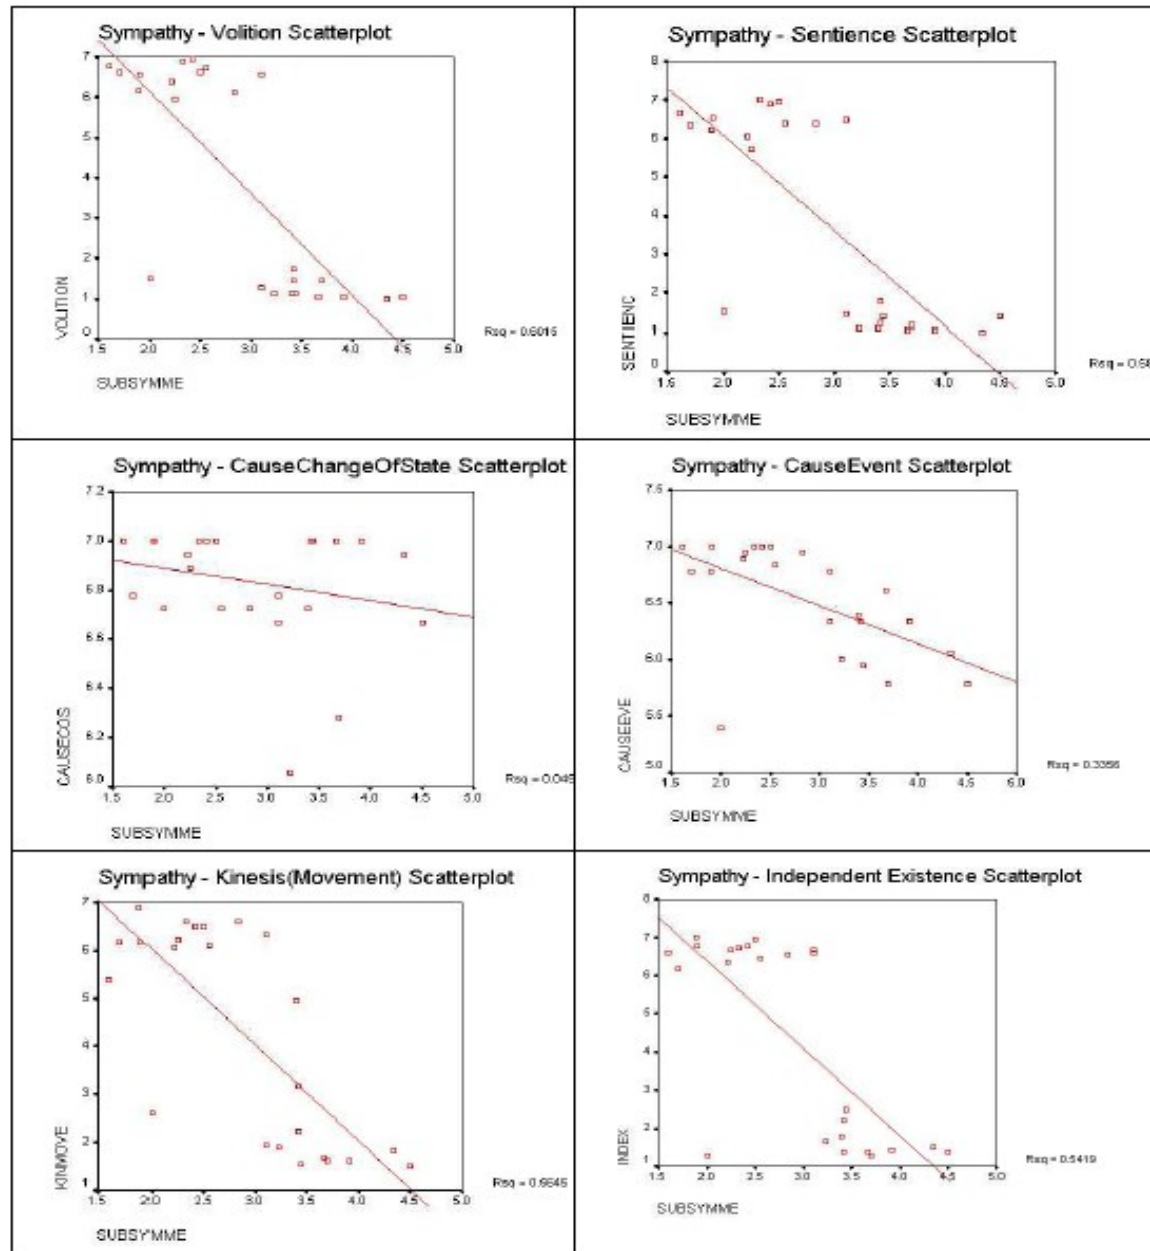 Sympathy - Volition Scatterplot
7
6
5
4
3
2
1
0
1.5 2.0 2.5 3.0 3.5 4.0 4.5 5.0
VOLITION
SUBSYMME
Rsq = 0.6015
Sympathy - Sentience Scatterplot
8
7
6
5
4
3
2
1
0
1.5 2.0 2.5 3.0 3.5 4.0 4.5 5.0
SENTIENC
SUBSYMME
Sympathy - CauseChangeOfState Scatterplot
7.2
7.0
6.8
6.6
6.4
6.2
6.0
1.5 2.0 2.5 3.0 3.5 4.0 4.5 5.0
CAUSECOS
SUBSYMME
Sympathy - CauseEvent Scatterplot
7.5
7.0
6.5
6.0
5.5
5.0
1.5 2.0 2.5 3.0 3.5 4.0 4.5 5.0
CAUSEEVE
SUBSYMME
Rsq = 0.3356
Sympathy - Kinesis(Movement) Scatterplot
7
6
5
4
3
2
1
1.5 2.0 2.5 3.0 3.5 4.0 4.5 5.0
KINMOVE
SUBSYMME
Sympathy - Independent Existence Scatterplot
8
7
6
5
4
3
2
1
1.5 2.0 2.5 3.0 3.5 4.0 4.5 5.0
INDEX
SUBSYMME
Rsq = 0.5419